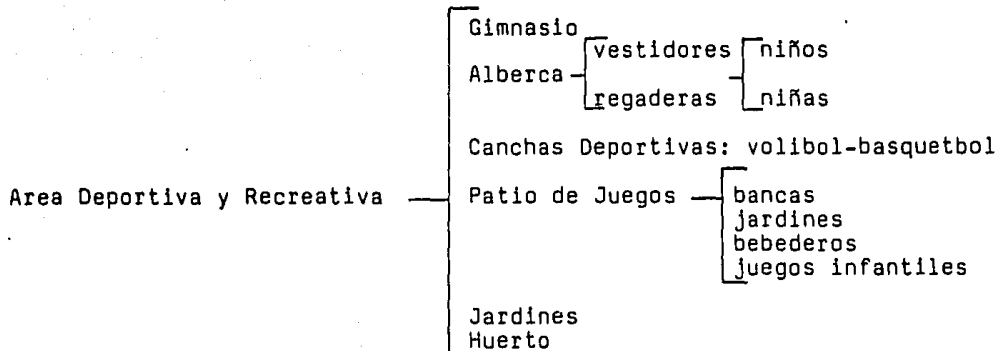 Gimnasio
vestidores niños
Alberca
regaderas niñas
Canchas Deportivas: volibol-basquetbol
Area Deportiva y Recreativa Patio de Juegos bancas
jardines
bebederos
juegos infantiles
Jardines
Huerto